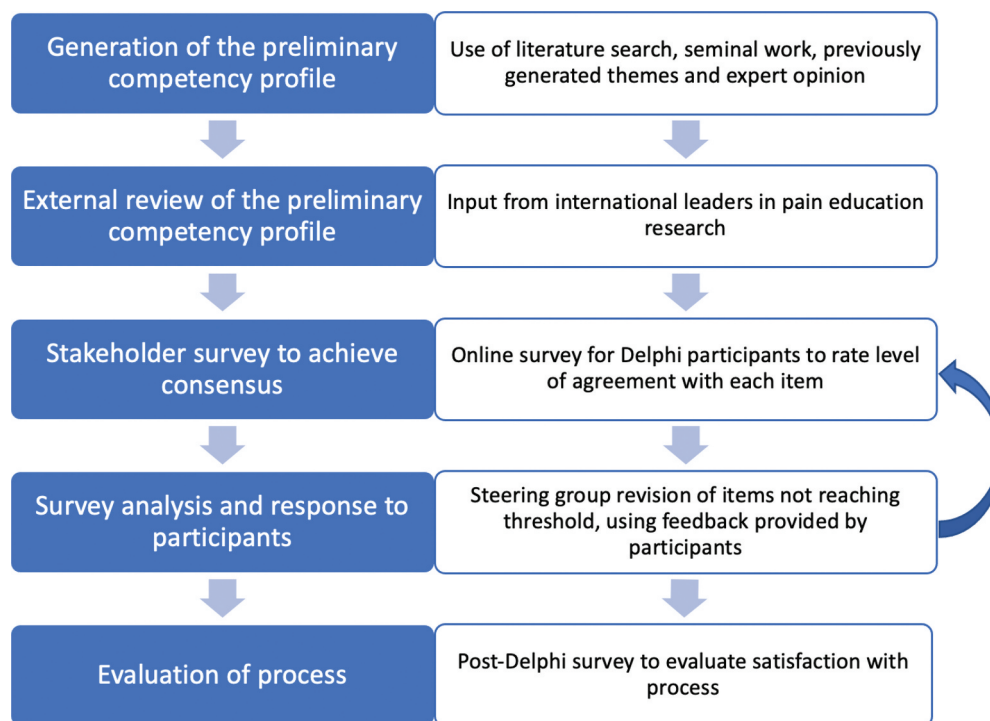 Generation of the preliminary
competency profile
Use of literature search, seminal work, previously
generated themes and expert opinion
External review of the preliminary
competency profile
Input from international leaders in pain education
research
Stakeholder survey to achieve
consensus
Online survey for Delphi participants to rate level
of agreement with each item
Survey analysis and response to
participants
Steering group revision of items not reaching
threshold, using feedback provided by
participants
Evaluation of process
Post-Delphi survey to evaluate satisfaction with
process